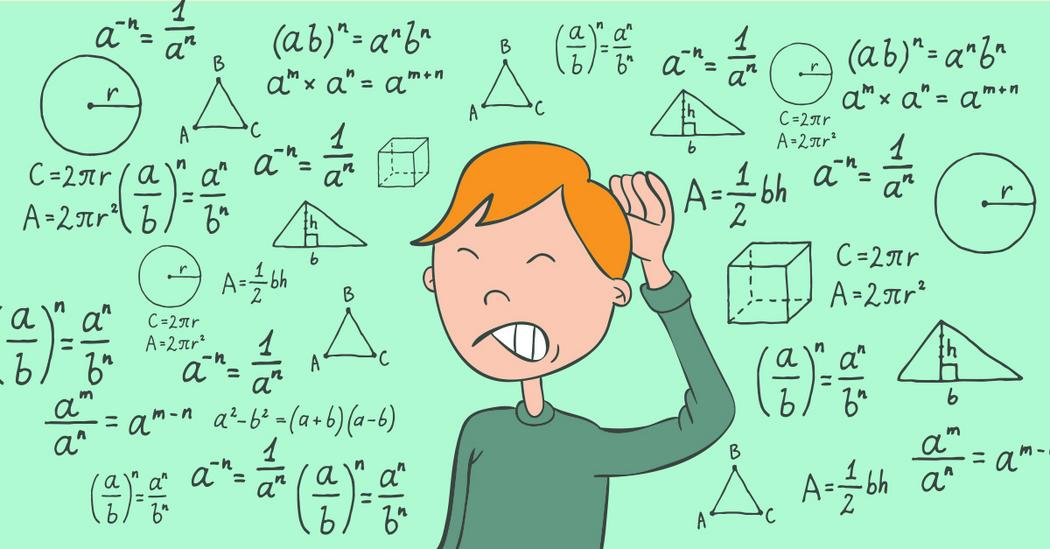 a⁻ⁿ = 1/aⁿ
(ab)ⁿ = aⁿbⁿ
aᵐ × aⁿ = aᵐ⁺ⁿ
r
B
A C
C=2πr
A=2πr²
(a/b)ⁿ = aⁿ/bⁿ
a⁻ⁿ = 1/aⁿ
h
b
r
A = 1/2 bh
C=2πr
A=2πr²
(a/b)ⁿ = aⁿ/bⁿ
a⁻ⁿ = 1/aⁿ
B
A C
aᵐ/aⁿ = aᵐ⁻ⁿ
a²-b² = (a+b)(a-b)
(a/b)ⁿ = aⁿ/bⁿ
a⁻ⁿ = 1/aⁿ
(a/b)ⁿ = aⁿ/bⁿ
B
A C
(a/b)ⁿ = aⁿ/bⁿ
a⁻ⁿ = 1/aⁿ
r
(ab)ⁿ = aⁿbⁿ
aᵐ × aⁿ = aᵐ⁺ⁿ
h
b
C=2πr
A=2πr²
A = 1/2 bh
a⁻ⁿ = 1/aⁿ
r
C=2πr
A=2πr²
(a/b)ⁿ = aⁿ/bⁿ
h
b
B
A C
A = 1/2 bh
aᵐ/aⁿ = aᵐ⁻